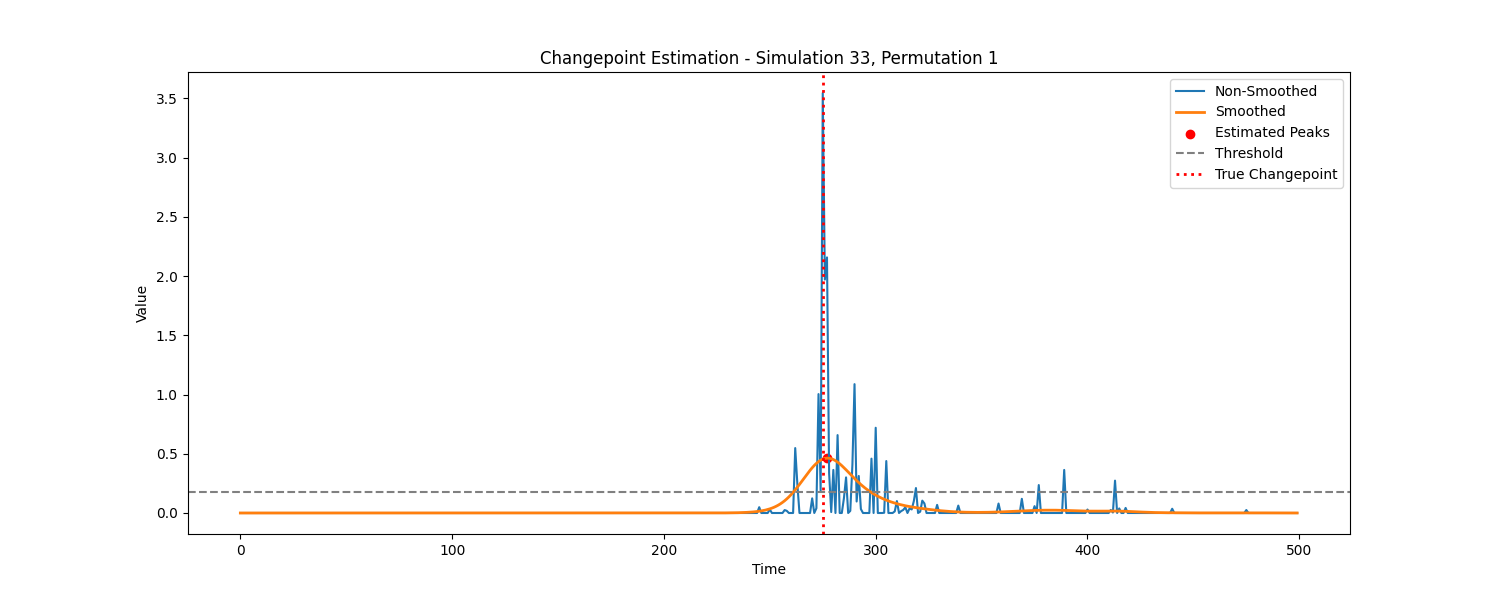 Changepoint Estimation - Simulation 33, Permutation 1
Non-Smoothed
Smoothed
Estimated Peaks
Threshold
True Changepoint
Value
3.5
3.0
2.5
2.0
1.5
1.0
0.5
0.0
0 100 200 300 400 500
Time